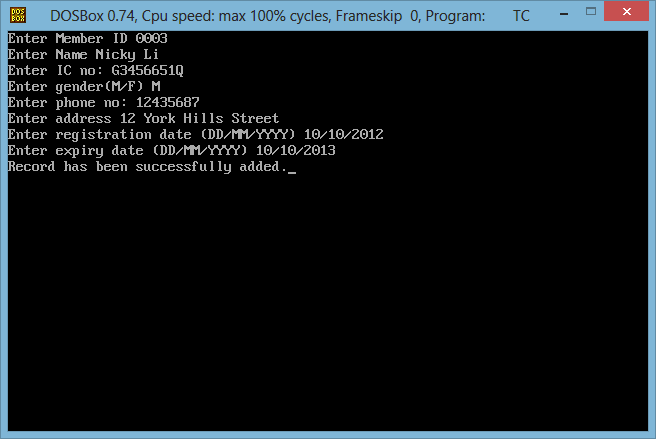 DOS
BOX
DOSBox 0.74, Cpu speed: max 100% cycles, Frameskip  0, Program:       TC
Enter Member ID 0003
Enter Name Nicky Li
Enter IC no: G3456651Q
Enter gender(M/F) M
Enter phone no: 12435687
Enter address 12 York Hills Street
Enter registration date (DD/MM/YYYY) 10/10/2012
Enter expiry date (DD/MM/YYYY) 10/10/2013
Record has been successfully added._